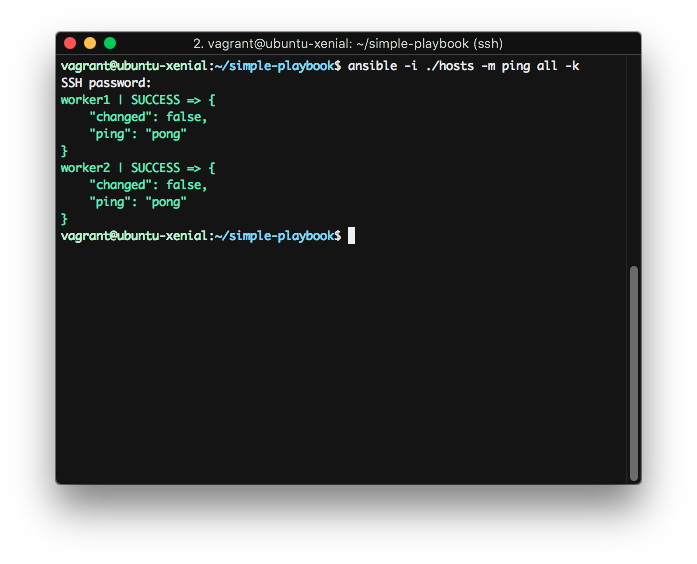 2. vagrant@ubuntu-xenial: ~/simple-playbook (ssh)
vagrant@ubuntu-xenial:~/simple-playbook$ ansible -i ./hosts -m ping all -k
SSH password:
worker1 | SUCCESS => {
    "changed": false,
    "ping": "pong"
}
worker2 | SUCCESS => {
    "changed": false,
    "ping": "pong"
}
vagrant@ubuntu-xenial:~/simple-playbook$